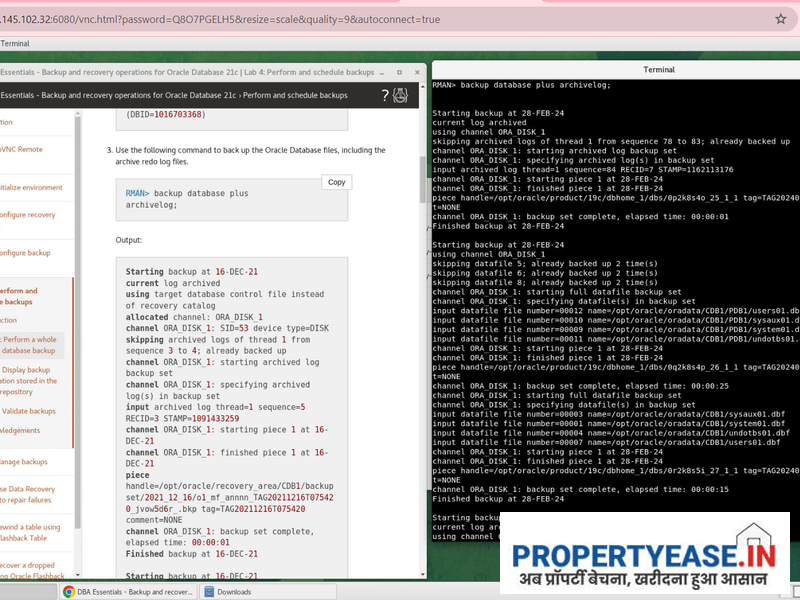 .145.102.32:6080/vnc.html?password=Q8O7PGELH5&resize=scale&quality=9&autoconnect=true
Terminal
Essentials - Backup and recovery operations for Oracle Database 21c | Lab 4: Perform and schedule backups
Essentials - Backup and recovery operations for Oracle Database 21c › Perform and schedule backups
ction
oVNC Remote
nitialize environment
onfigure recovery
onfigure backup
erform and
e backups
ction
: Perform a whole
database backup
Display backup
ation stored in the
repository
Validate backups
wledgements
anage backups
se Data Recovery
to repair failures
ewind a table using
lashback Table
ecover a dropped
ng Oracle Flashback
(DBID=1016703368)
3. Use the following command to back up the Oracle Database files, including the
archive redo log files.
Copy
RMAN> backup database plus
archivelog;
Output:
Starting backup at 16-DEC-21
current log archived
using target database control file instead
of recovery catalog
allocated channel: ORA_DISK_1
channel ORA_DISK_1: SID=53 device type=DISK
skipping archived logs of thread 1 from
sequence 3 to 4; already backed up
channel ORA_DISK_1: starting archived log
backup set
channel ORA_DISK_1: specifying archived
log(s) in backup set
input archived log thread=1 sequence=5
RECID=3 STAMP=1091433259
channel ORA_DISK_1: starting piece 1 at 16-
DEC-21
channel ORA_DISK_1: finished piece 1 at 16-
DEC-21
piece
handle=/opt/oracle/recovery_area/CDB1/backup
set/2021_12_16/o1_mf_annnn_TAG20211216T07542
0_jvow5d6r_.bkp tag=TAG20211216T075420
comment=NONE
channel ORA_DISK_1: backup set complete,
elapsed time: 00:00:01
Finished backup at 16-DEC-21
Starting backup at 16-DEC-21
Terminal
RMAN> backup database plus archivelog;
Starting backup at 28-FEB-24
current log archived
using channel ORA_DISK_1
skipping archived logs of thread 1 from sequence 78 to 83; already backed up
channel ORA_DISK_1: starting archived log backup set
channel ORA_DISK_1: specifying archived log(s) in backup set
input archived log thread=1 sequence=84 RECID=7 STAMP=1162113176
channel ORA_DISK_1: starting piece 1 at 28-FEB-24
channel ORA_DISK_1: finished piece 1 at 28-FEB-24
piece handle=/opt/oracle/product/19c/dbhome_1/dbs/0p2k8s4o_25_1_1 tag=TAG20240
t=NONE
channel ORA_DISK_1: backup set complete, elapsed time: 00:00:01
Finished backup at 28-FEB-24
Starting backup at 28-FEB-24
using channel ORA_DISK_1
skipping datafile 5; already backed up 2 time(s)
skipping datafile 6; already backed up 2 time(s)
skipping datafile 8; already backed up 2 time(s)
channel ORA_DISK_1: starting full datafile backup set
channel ORA_DISK_1: specifying datafile(s) in backup set
input datafile file number=00012 name=/opt/oracle/oradata/CDB1/PDB1/users01.db
input datafile file number=00010 name=/opt/oracle/oradata/CDB1/PDB1/sysaux01.d
input datafile file number=00009 name=/opt/oracle/oradata/CDB1/PDB1/system01.d
input datafile file number=00011 name=/opt/oracle/oradata/CDB1/PDB1/undotbs01.
channel ORA_DISK_1: starting piece 1 at 28-FEB-24
channel ORA_DISK_1: finished piece 1 at 28-FEB-24
piece handle=/opt/oracle/product/19c/dbhome_1/dbs/0q2k8s4p_26_1_1 tag=TAG20240
t=NONE
channel ORA_DISK_1: backup set complete, elapsed time: 00:00:25
channel ORA_DISK_1: starting full datafile backup set
channel ORA_DISK_1: specifying datafile(s) in backup set
input datafile file number=00003 name=/opt/oracle/oradata/CDB1/sysaux01.dbf
input datafile file number=00001 name=/opt/oracle/oradata/CDB1/system01.dbf
input datafile file number=00004 name=/opt/oracle/oradata/CDB1/undotbs01.dbf
input datafile file number=00007 name=/opt/oracle/oradata/CDB1/users01.dbf
channel ORA_DISK_1: starting piece 1 at 28-FEB-24
channel ORA_DISK_1: finished piece 1 at 28-FEB-24
piece handle=/opt/oracle/product/19c/dbhome_1/dbs/0r2k8s5i_27_1_1 tag=TAG20240
t=NONE
channel ORA_DISK_1: backup set complete, elapsed time: 00:00:15
Finished backup at 28-FEB-24
Starting backu
current log arc
using channel O
PROPERTYEASE.IN
अब प्रॉपर्टी बेचना, खरीदना हुआ आसान
DBA Essentials - Backup and recover...
Downloads